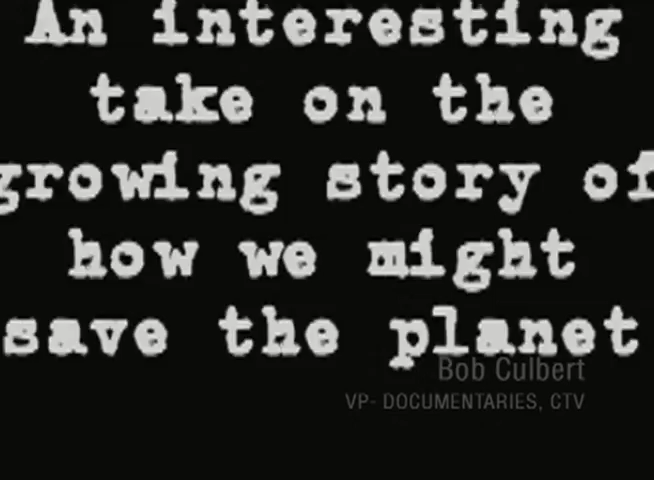 An interesting
take on the
growing story of
how we might
save the planet
Bob Culbert
VP- DOCUMENTARIES, CTV